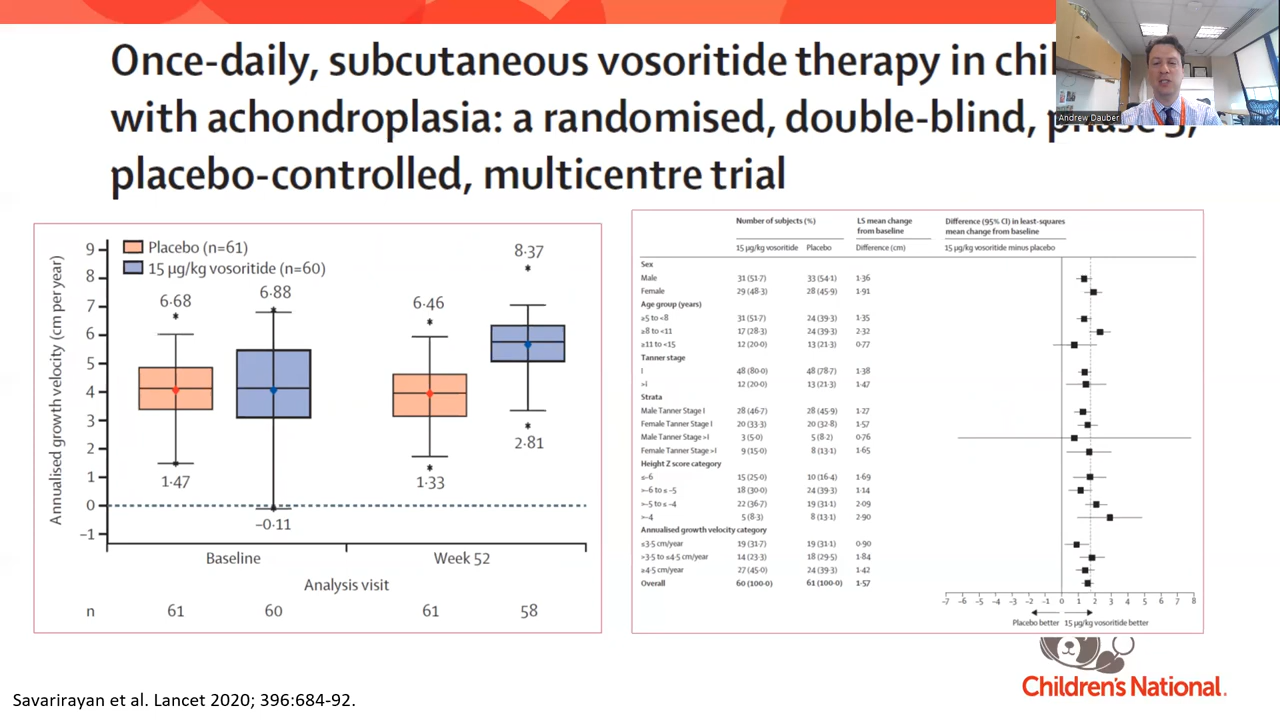 Once-daily, subcutaneous vosoritide therapy in chi
with achondroplasia: a randomised, double-blind,
placebo-controlled, multicentre trial
Andrew Dauber
9
8
7
6
5
4
3
2
1
0
−1
Annualised growth velocity (cm per year)
Placebo (n=61)
15 μg/kg vosoritide (n=60)
6·68
6·88
6·46
8·37
1·47
−0·11
1·33
2·81
Baseline
Week 52
Analysis visit
n 61 60 61 58
Number of subjects (%)
LS mean change
from baseline
Difference (95% CI) in least-squares
mean change from baseline
15 μg/kg vosoritide Placebo Difference (cm) 15 μg/kg vosoritide minus placebo
Sex
Male 31 (51·7) 33 (54·1) 1·36
Female 29 (48·3) 28 (45·9) 1·91
Age group (years)
≥5 to <8 31 (51·7) 24 (39·3) 1·35
≥8 to <11 17 (28·3) 24 (39·3) 2·32
≥11 to <15 12 (20·0) 13 (21·3) 0·77
Tanner stage
I 48 (80·0) 48 (78·7) 1·38
>I 12 (20·0) 13 (21·3) 1·47
Strata
Male Tanner Stage I 28 (46·7) 28 (45·9) 1·27
Female Tanner Stage I 20 (33·3) 20 (32·8) 1·57
Male Tanner Stage >I 3 (5·0) 5 (8·2) 0·76
Female Tanner Stage >I 9 (15·0) 8 (13·1) 1·65
Height Z score category
≤-6 15 (25·0) 10 (16·4) 1·69
>-6 to ≤ -5 18 (30·0) 24 (39·3) 1·14
>-5 to ≤ -4 22 (36·7) 19 (31·1) 2·09
>-4 5 (8·3) 8 (13·1) 2·90
Annualised growth velocity category
≤3·5 cm/year 19 (31·7) 19 (31·1) 0·90
>3·5 to ≤4·5 cm/year 14 (23·3) 18 (29·5) 1·84
≥4·5 cm/year 27 (45·0) 24 (39·3) 1·42
Overall 60 (100·0) 61 (100·0) 1·57
-7 -6 -5 -4 -3 -2 -1 0 1 2 3 4 5 6 7 8
Placebo better 15 μg/kg vosoritide better
Children's National.
Savarirayan et al. Lancet 2020; 396:684-92.